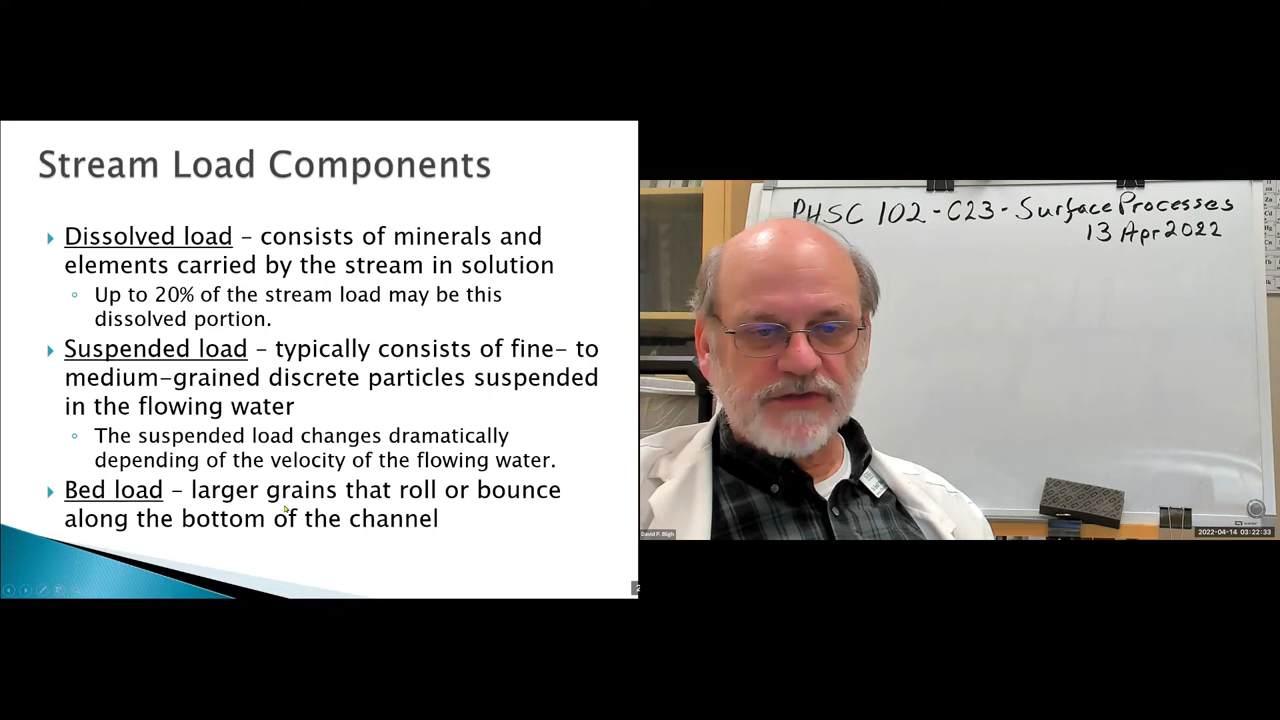 Stream Load Components
Dissolved load – consists of minerals and
elements carried by the stream in solution
Up to 20% of the stream load may be this
dissolved portion.
Suspended load – typically consists of fine- to
medium-grained discrete particles suspended
in the flowing water
The suspended load changes dramatically
depending of the velocity of the flowing water.
Bed load – larger grains that roll or bounce
along the bottom of the channel
PHSC 102 - C23 - Surface Processes
13 Apr 2022
David P. Bligh
2022-04-14 03:22:33